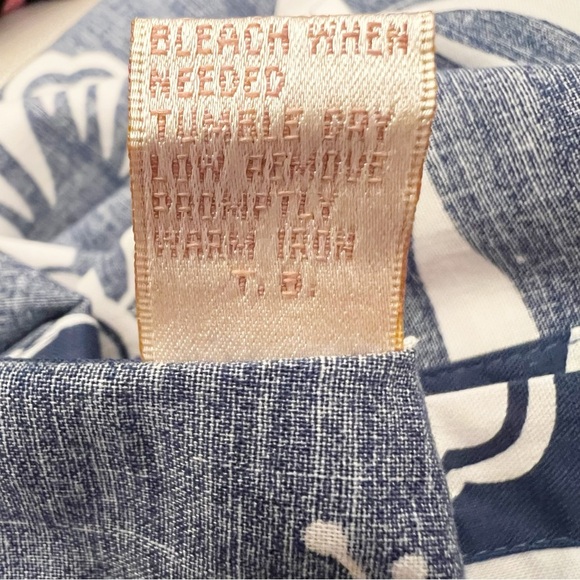 BLEACH WHEN
NEEDED
TUMBLE DRY
LOW REMOVE
PROMPTLY
WARM IRON
T. D.